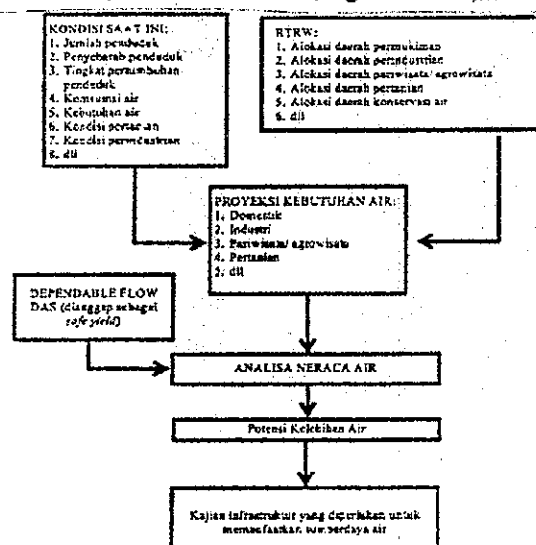 KONDISI SAAT INI:
1. Jumlah penduduk
2. Penyebaran penduduk
3. Tingkat pertumbuhan
penduduk
4. Konsumsi air
5. Kebutuhan air
6. Kondisi pertanian
7. Kondisi perindustrian
8. dll
RTRW:
1. Alokasi daerah permukiman
2. Alokasi daerah perindustrian
3. Alokasi daerah pariwisata/agrowisata
4. Alokasi daerah pertanian
5. Alokasi daerah konservasi air
6. dll
PROYEKSI KEBUTUHAN AIR:
1. Domestik
2. Industri
3. Pariwisata/ agrowisata
4. Pertanian
5. dll
DEPENDABLE FLOW
DAS (dianggap sebagai
safe yield)
ANALISA NERACA AIR
Potensi Kelebihan Air
Kajian infrastruktur yang diperlukan untuk
memanfaatkan sumberdaya air